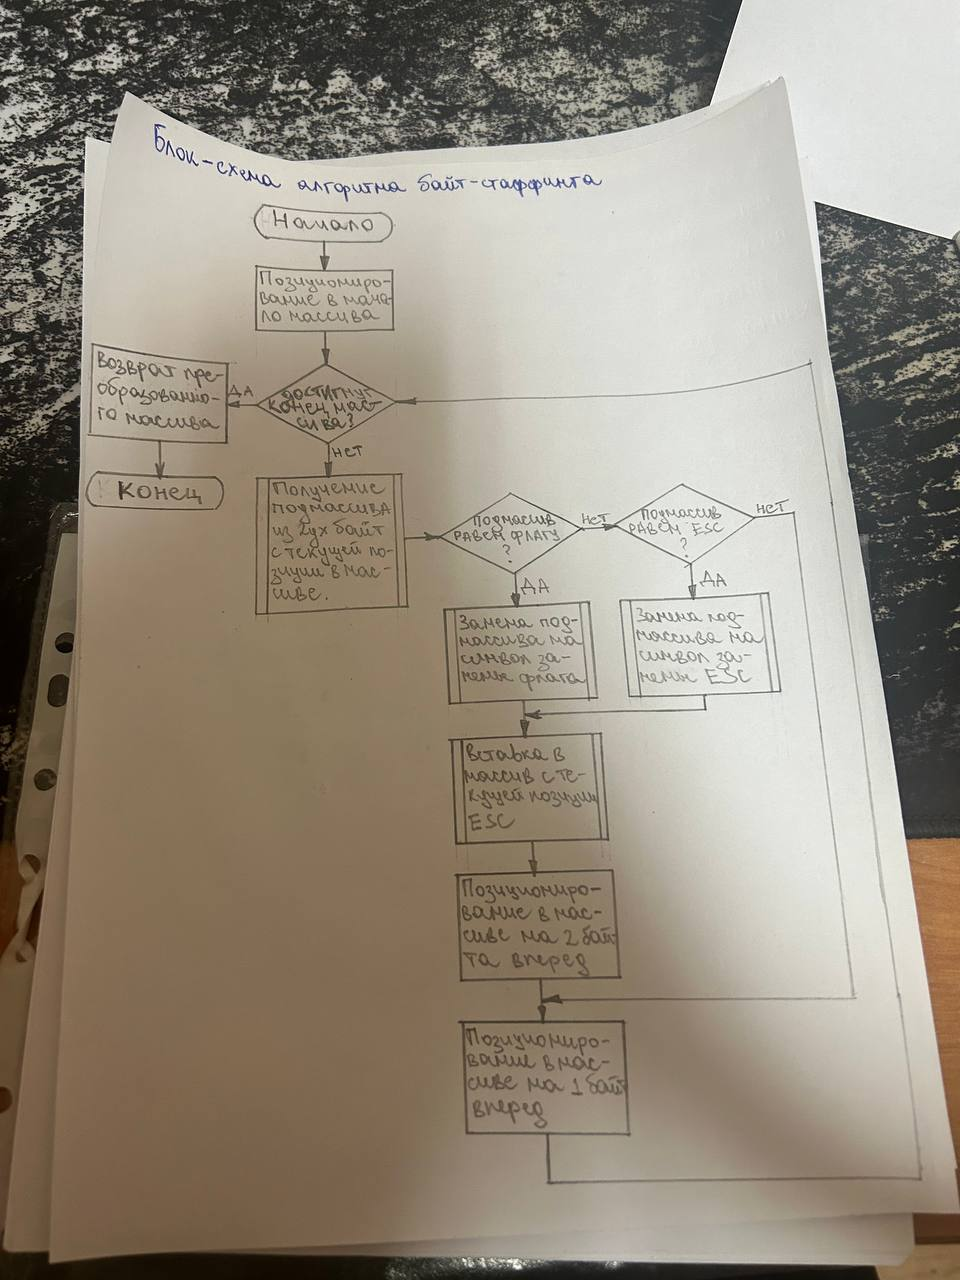 Блок-схема алгоритма байт-стаффинга
Начало
Позициониро-
вание в нача-
ло массива
Возврат пре-
образованно-
го массива
ДА
Достигнут
конец мас-
сива?
НЕТ
Конец
Получение
подмассива
из 2ух байт
с текущей по-
зиции в мас-
сиве.
Подмассив
равен флагу
?
НЕТ
Подмассив
равен ESC
?
НЕТ
ДА
ДА
Замена под-
массива на
символ за-
мены флага
Замена под-
массива на
символ за-
мены ESC
Вставка в
массив с те-
кущей позиции
ESC
Позициониро-
вание в мас-
сиве на 2 бай-
та вперед
Позициониро-
вание в мас-
сиве на 1 байт
вперед